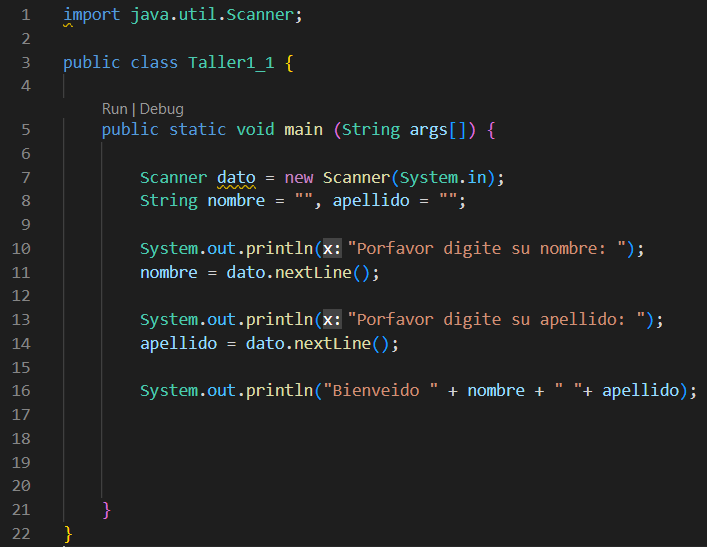 1 import java.util.Scanner;
2
3 public class Taller1_1 {
4
Run | Debug
5 public static void main (String args[]) {
6
7 Scanner dato = new Scanner(System.in);
8 String nombre = "", apellido = "";
9
10 System.out.println(x: "Porfavor digite su nombre: ");
11 nombre = dato.nextLine();
12
13 System.out.println(x: "Porfavor digite su apellido: ");
14 apellido = dato.nextLine();
15
16 System.out.println("Bienveido " + nombre + " "+ apellido);
17
18
19
20
21 }
22 }